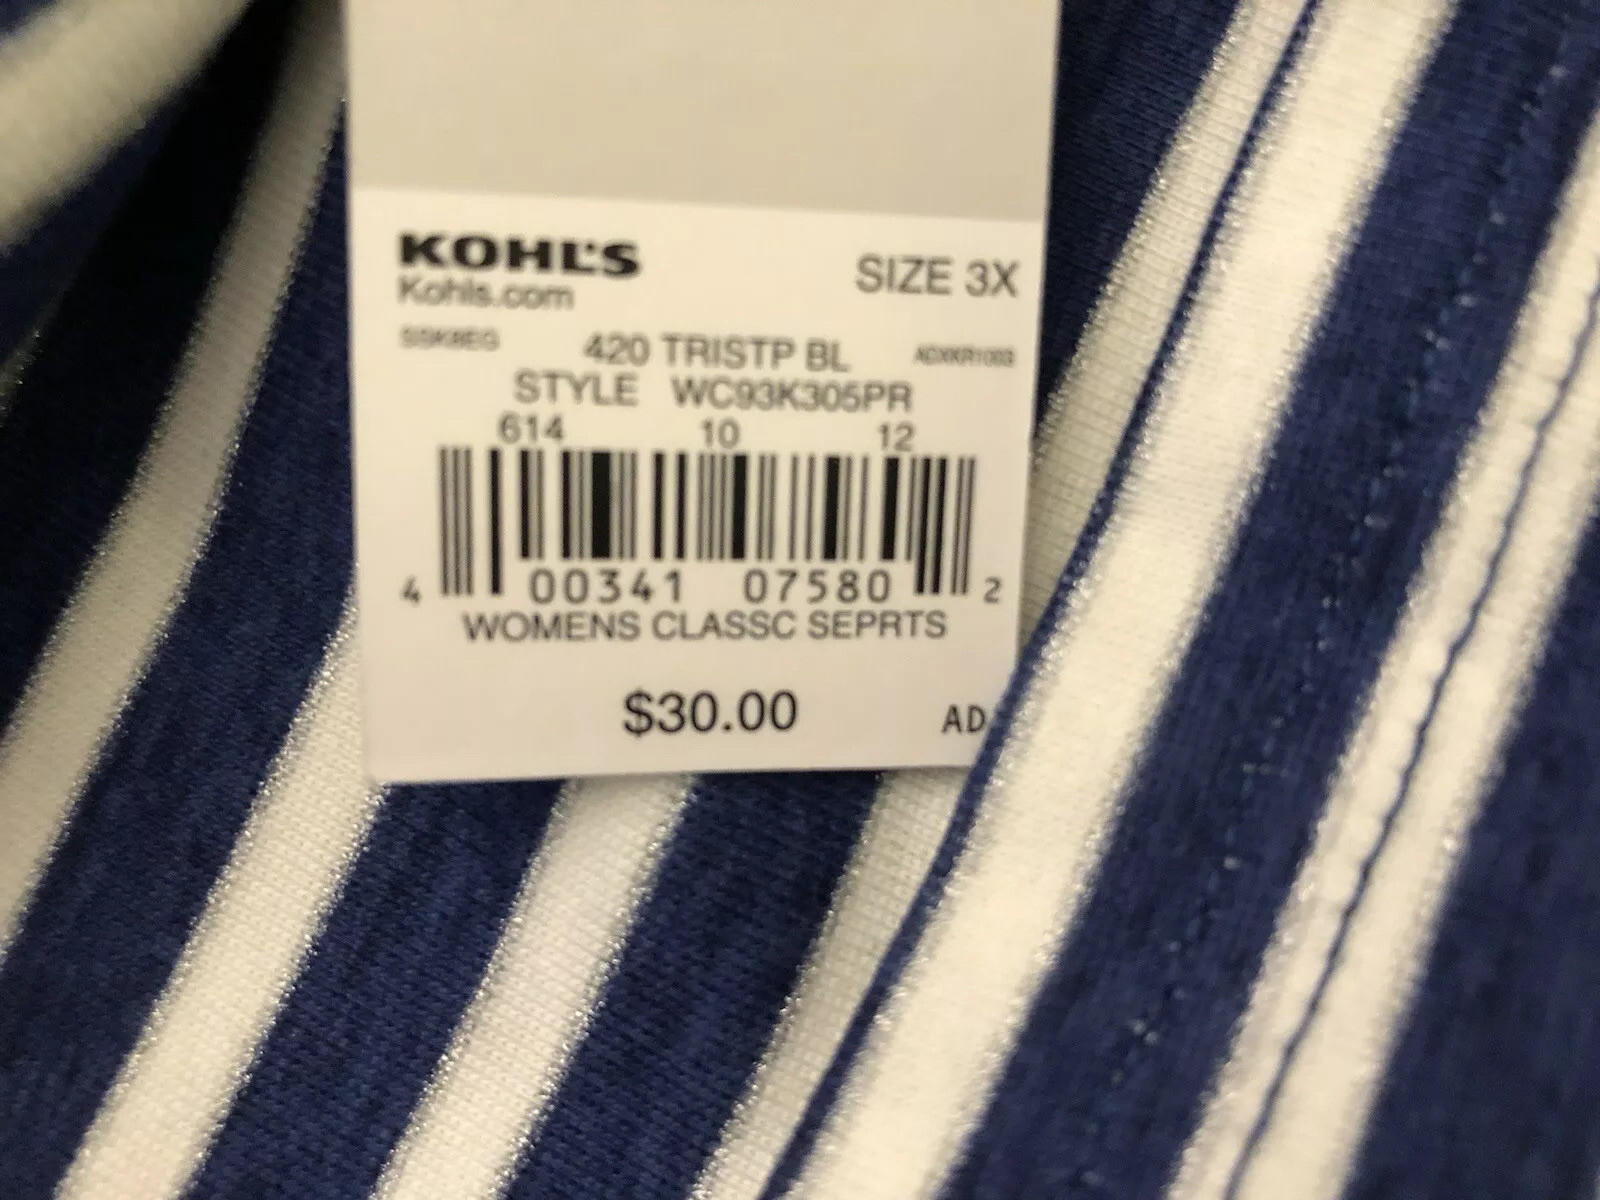 KOHL'S
Kohls.com
SIZE 3X
SSK8EG
420 TRISTP BL
STYLE WC93K305PR
614 10 12
4 00341 07580 2
WOMENS CLASSC SEPRTS
$30.00
AD